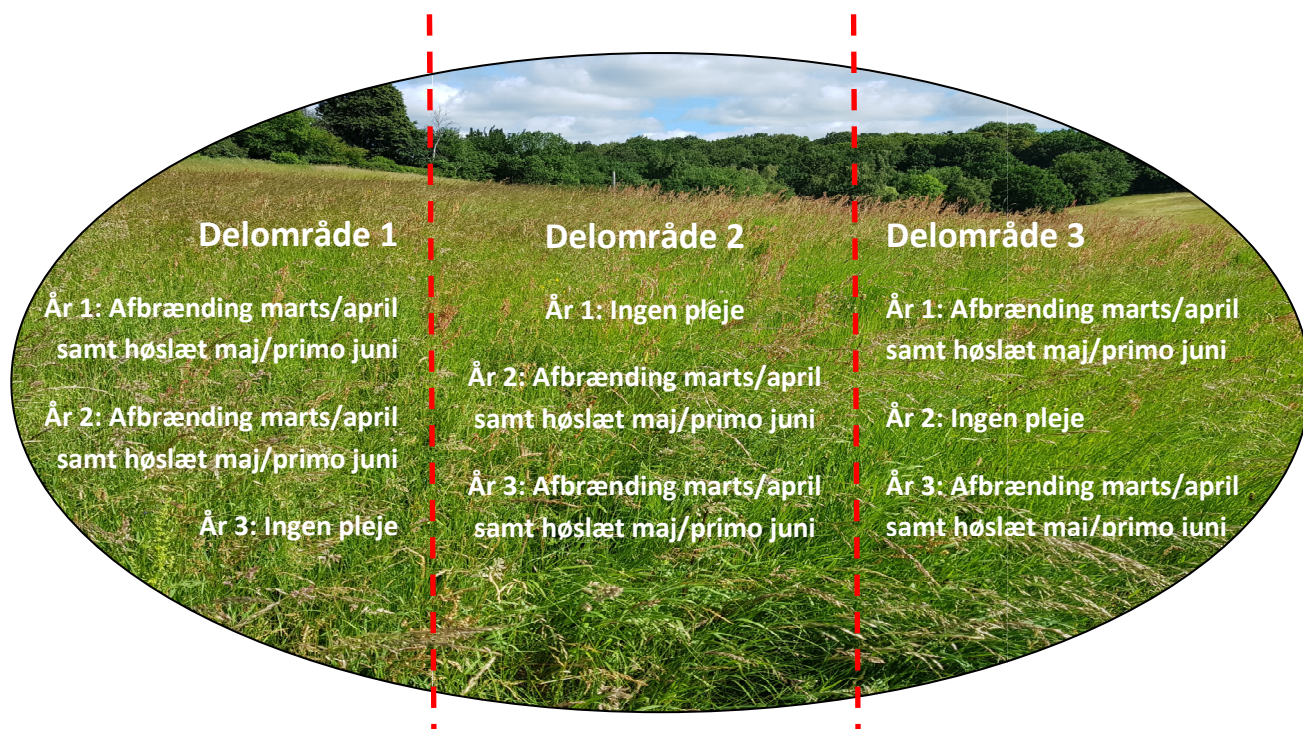 Delområde 1
År 1: Afbrænding marts/april
samt høslæt maj/primo juni
År 2: Afbrænding marts/april
samt høslæt maj/primo juni
År 3: Ingen pleje
Delområde 2
År 1: Ingen pleje
År 2: Afbrænding marts/april
samt høslæt maj/primo juni
År 3: Afbrænding marts/april
samt høslæt maj/primo juni
Delområde 3
År 1: Afbrænding marts/april
samt høslæt maj/primo juni
År 2: Ingen pleje
År 3: Afbrænding marts/april
samt høslæt maj/primo juni